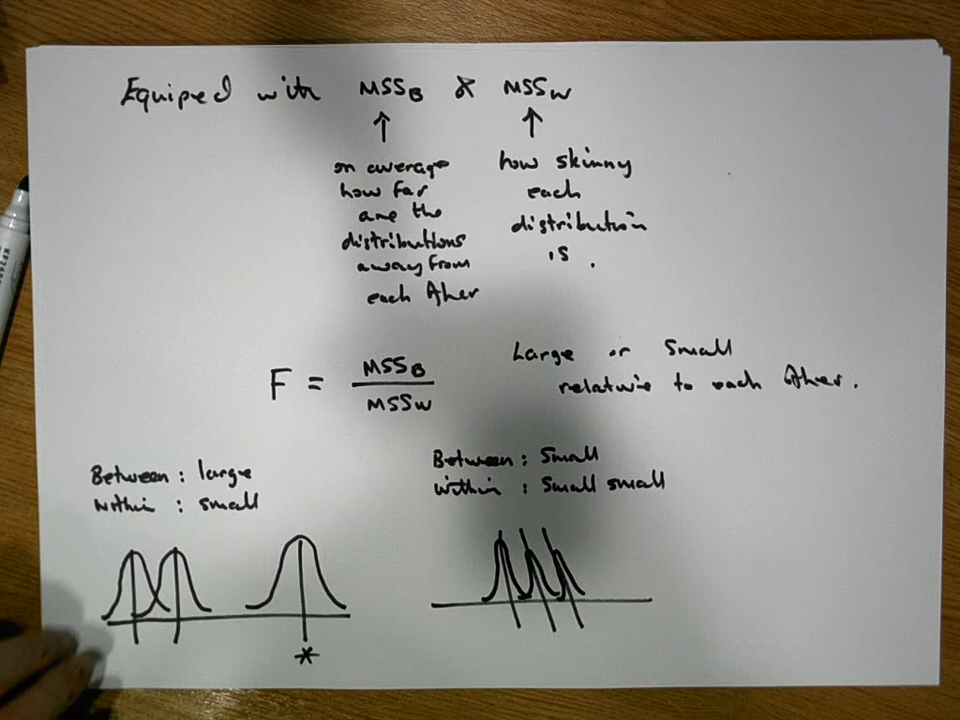 Equiped with MSSB & MSSW
↑ ↑
on average
how far
are the
distributions
away from
each other
how skinny
each
distribution
is .
F = MSSB / MSSW
Large or small
relative to each other.
Between : large
within : small
Between : small
within : small small
*